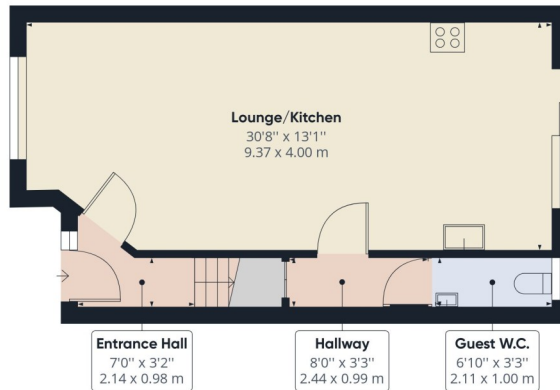 Lounge/Kitchen
30'8'' x 13'1''
9.37 x 4.00 m
Entrance Hall
7'0'' x 3'2''
2.14 x 0.98 m
Hallway
8'0'' x 3'3''
2.44 x 0.99 m
Guest W.C.
6'10'' x 3'3''
2.11 x 1.00 m